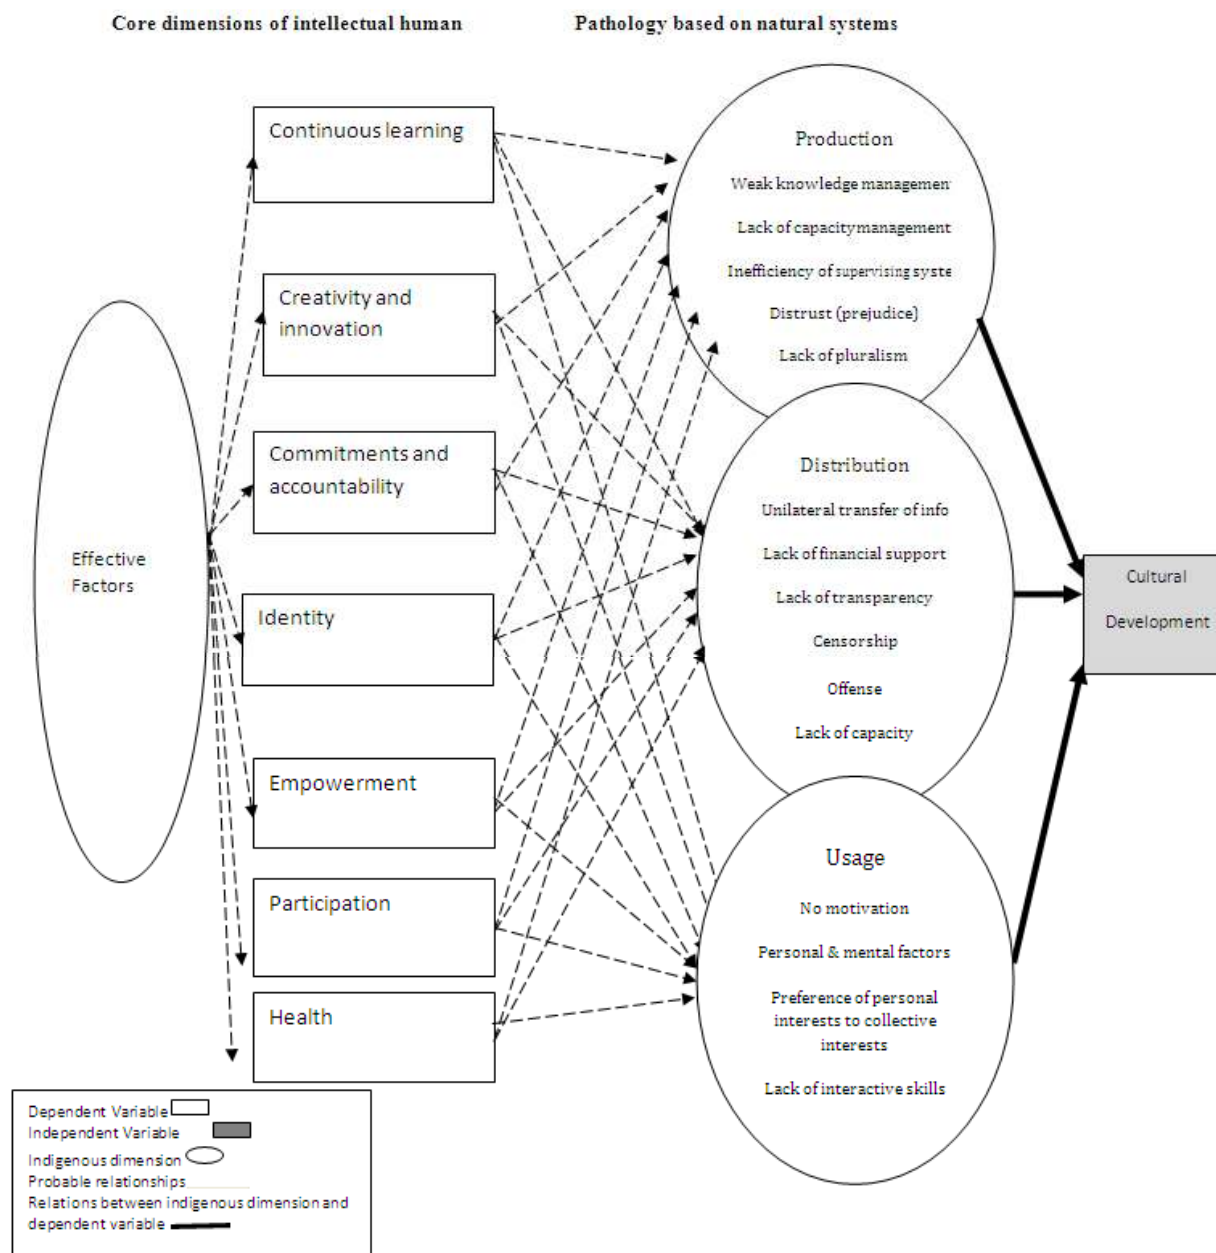 Core dimensions of intellectual human
Pathology based on natural systems
Effective
Factors
Continuous learning
Creativity and
innovation
Commitments and
accountability
Identity
Empowerment
Participation
Health
Production
Weak knowledge managemen
Lack of capacity management
Inefficiency of supervising syste
Distrust (prejudice)
Lack of pluralism
Distribution
Unilateral transfer of info
Lack of financial support
Lack of transparency
Censorship
Offense
Lack of capacity
Usage
No motivation
Personal & mental factors
Preference of personal
interests to collective
interests
Lack of interactive skills
Cultural
Development
Dependent Variable
Independent Variable
Indigenous dimension
Probable relationships
Relations between indigenous dimension and
dependent variable